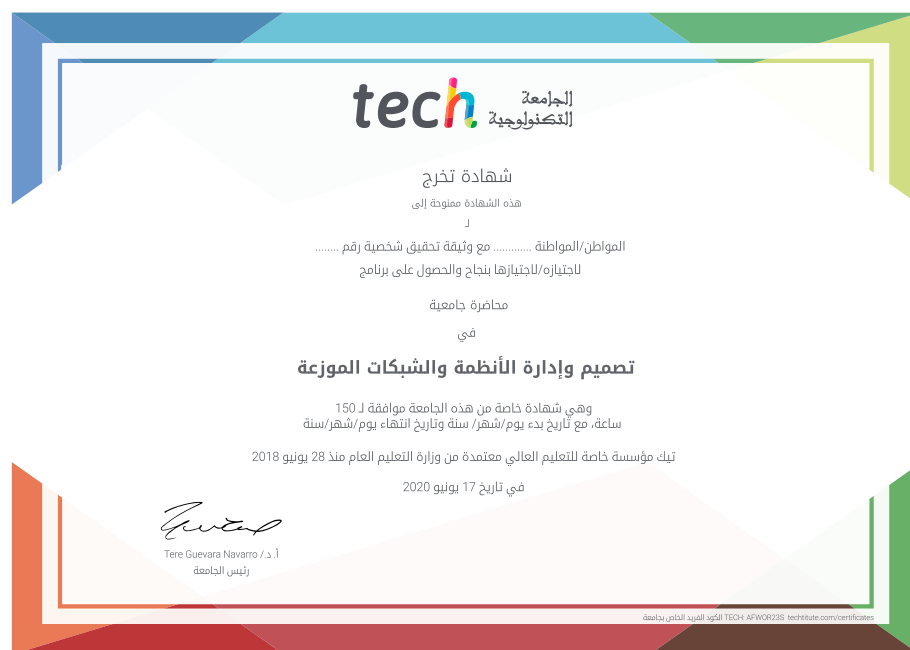 tech الجامعة
التكنولوجية
شهادة تخرج
هذه الشهادة ممنوحة إلى
لـ
المواطن/المواطنة ............. مع وثيقة تحقيق شخصية رقم ........
لاجتيازه/لاجتيازها بنجاح والحصول على برنامج
محاضرة جامعية
في
تصميم وإدارة الأنظمة والشبكات الموزعة
وهي شهادة خاصة من هذه الجامعة موافقة لـ 150
ساعة، مع تاريخ بدء يوم/شهر/ سنة وتاريخ انتهاء يوم/شهر/سنة
تيك مؤسسة خاصة للتعليم العالي معتمدة من وزارة التعليم العام منذ 28 يونيو 2018
في تاريخ 17 يونيو 2020
أ. د./ Tere Guevara Navarro
رئيس الجامعة
الكود الفريد الخاص بجامعة TECH: AFWOR23S techtitute.com/certificates